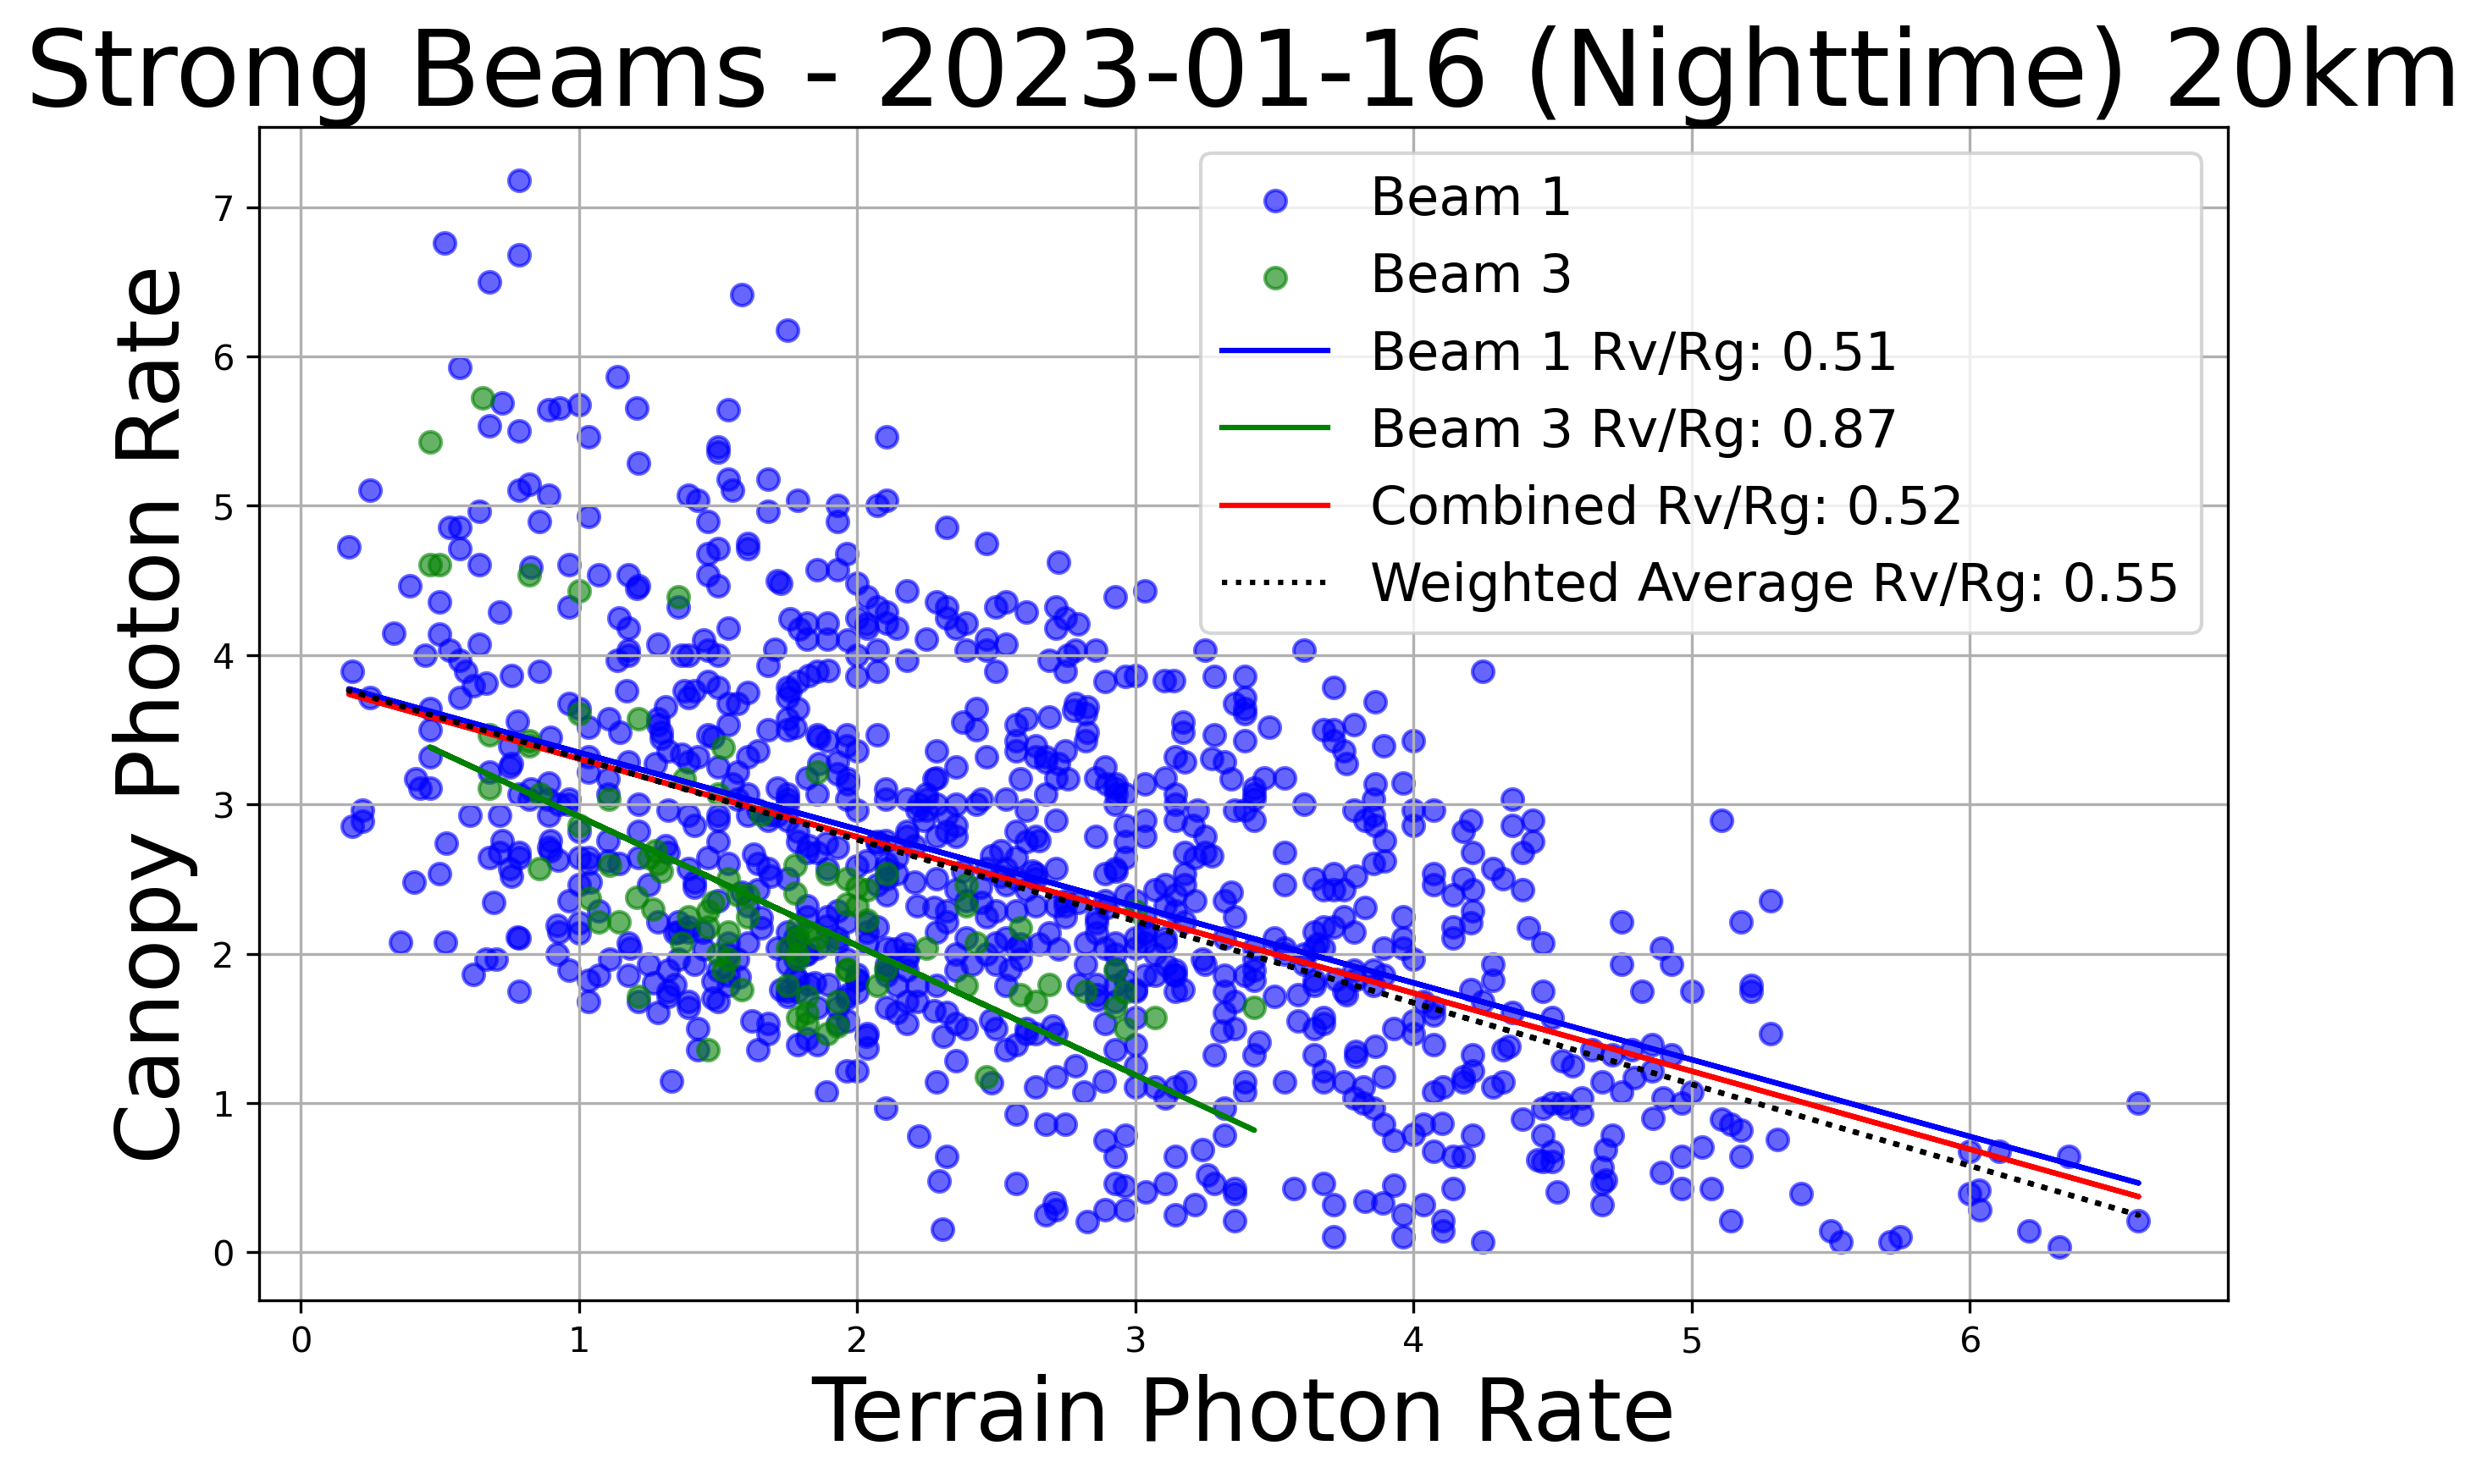 Strong Beams - 2023-01-16 (Nighttime) 20km
Canopy Photon Rate
7
6
5
4
3
2
1
0
Beam 1
Beam 3
Beam 1 Rv/Rg: 0.51
Beam 3 Rv/Rg: 0.87
Combined Rv/Rg: 0.52
Weighted Average Rv/Rg: 0.55
0 1 2 3 4 5 6
Terrain Photon Rate